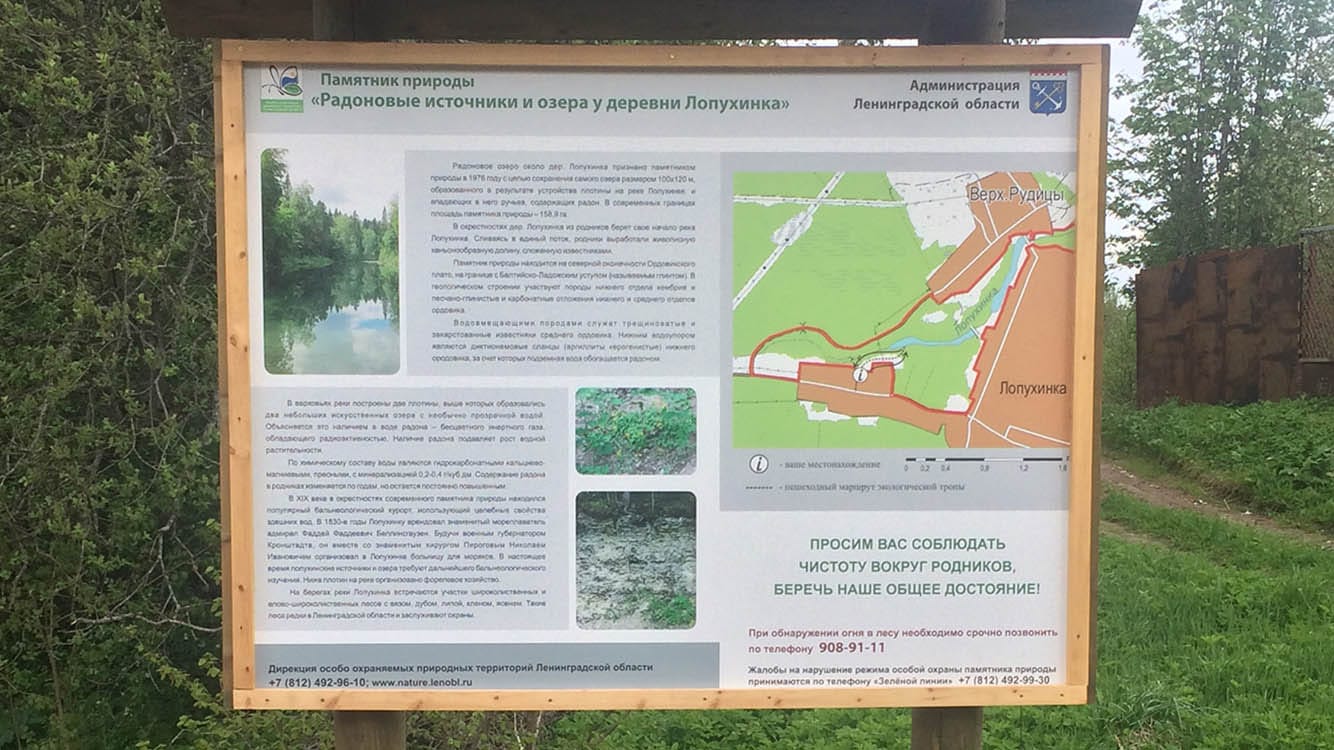 Памятник природы
«Радоновые источники и озера у деревни Лопухинка»
Администрация
Ленинградской области
Радоновое озеро около дер. Лопухинка признано памятником
природы в 1976 году с целью сохранения самого озера размером 100х120 м,
образованного в результате устройства плотины на реке Лопухинке, и
впадающих в него ручьев, содержащих радон. В современных границах
площадь памятника природы – 158,9 га.
В окрестностях дер. Лопухинка из родников берет свое начало река
Лопухинка. Сливаясь в единый поток, родники выработали живописную
каньонообразную долину, сложенную известняками.
Памятник природы находится на северной оконечности Ордовикского
плато, на границе с Балтийско-Ладожским уступом (называемым глинтом). В
геологическом строении участвуют породы нижнего отдела кембрия и
песчано-глинистые и карбонатные отложения нижнего и среднего отделов
ордовика.
Водовмещающими породами служат трещиноватые и
закарстованные известняки среднего ордовика. Нижним водоупором
являются диктионемовые сланцы (аргиллиты керогенистые) нижнего
ордовика, за счет которых подземная вода обогащается радоном.
В верховьях реки построены две плотины, выше которых образовались
два небольших искусственных озера с необычно прозрачной водой.
Объясняется это наличием в воде радона – бесцветного инертного газа,
обладающего радиоактивностью. Наличие радона подавляет рост водной
растительности.
По химическому составу воды являются гидрокарбонатными кальциево-
магниевыми, пресными, с минерализацией 0,2-0,4 г/куб.дм. Содержание радона
в родниках изменяется по годам, но остается постоянно повышенным.
В XIX века в окрестностях современного памятника природы находился
популярный бальнеологический курорт, использующий целебные свойства
здешних вод. В 1830-е годы Лопухинку арендовал знаменитый мореплаватель
адмирал Фаддей Фаддеевич Беллинсгаузен. Будучи военным губернатором
Кронштадта, он вместе со знаменитым хирургом Пироговым Николаем
Ивановичем организовал в Лопухинке больницу для моряков. В настоящее
время лопухинские источники и озера требуют дальнейшего бальнеологического
изучения. Ниже плотин на реке организовано форелевое хозяйство.
На берегах реки Лопухинка встречаются участки широколиственных и
елово-широколиственных лесов с вязом, дубом, липой, кленом, ясенем. Такие
леса редки в Ленинградской области и заслуживают охраны.
Верх. Рудицы
Лопухинка
Лопухинка
i
i - ваше местонахождение
0 0,2 0,4 0,8 1,2 1,6
- пешеходный маршрут экологической тропы
ПРОСИМ ВАС СОБЛЮДАТЬ
ЧИСТОТУ ВОКРУГ РОДНИКОВ,
БЕРЕЧЬ НАШЕ ОБЩЕЕ ДОСТОЯНИЕ!
При обнаружении огня в лесу необходимо срочно позвонить
по телефону 908-91-11
Жалобы на нарушение режима особой охраны памятника природы
принимаются по телефону «Зелёной линии» +7 (812) 492-99-30
Дирекция особо охраняемых природных территорий Ленинградской области
+7 (812) 492-96-10; www.nature.lenobl.ru